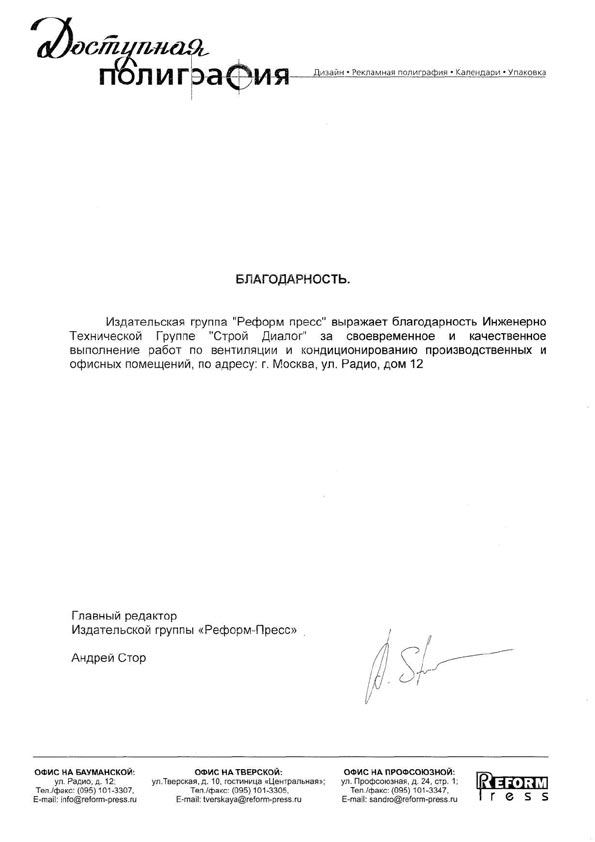 Доступная
полиграфия
Дизайн • Рекламная полиграфия • Календари • Упаковка
БЛАГОДАРНОСТЬ.
Издательская группа "Реформ пресс" выражает благодарность Инженерно
Технической Группе "Строй Диалог" за своевременное и качественное
выполнение работ по вентиляции и кондиционированию производственных и
офисных помещений, по адресу: г. Москва, ул. Радио, дом 12
Главный редактор
Издательской группы «Реформ-Пресс»
Андрей Стор
A. Stor
ОФИС НА БАУМАНСКОЙ:
ул. Радио, д. 12;
Тел./факс: (095) 101-3307,
E-mail: info@reform-press.ru
ОФИС НА ТВЕРСКОЙ:
ул.Тверская, д. 10, гостиница «Центральная»;
Тел./факс: (095) 101-3305,
E-mail: tverskaya@reform-press.ru
ОФИС НА ПРОФСОЮЗНОЙ:
ул. Профсоюзная, д. 24, стр. 1;
Тел./факс: (095) 101-3347,
E-mail: sandro@reform-press.ru
REFORM
Press